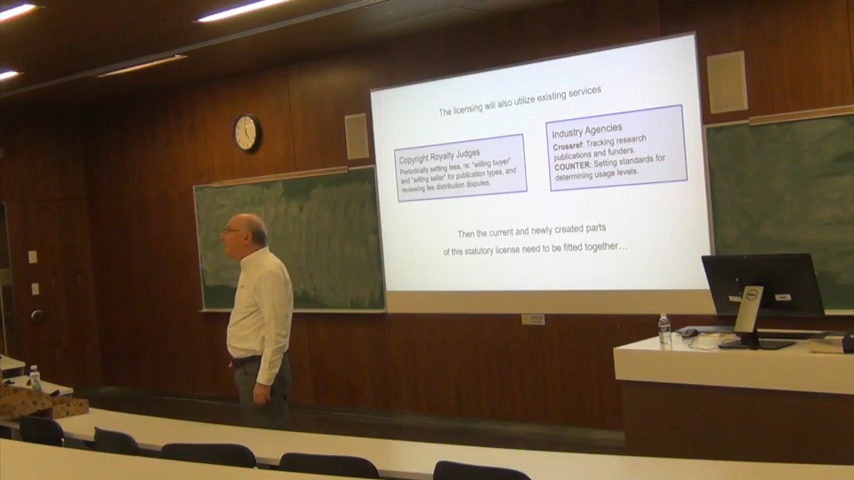 The licensing will also utilize existing services
Copyright Royalty Judges
Periodically setting fees, re: “willing buyer”
and “willing seller” for publication types, and
reviewing fee distribution disputes.
Industry Agencies
Crossref: Tracking research
publications and funders.
COUNTER: Setting standards for
determining usage levels.
Then the current and newly created parts
of this statutory license need to be fitted together…
DELL